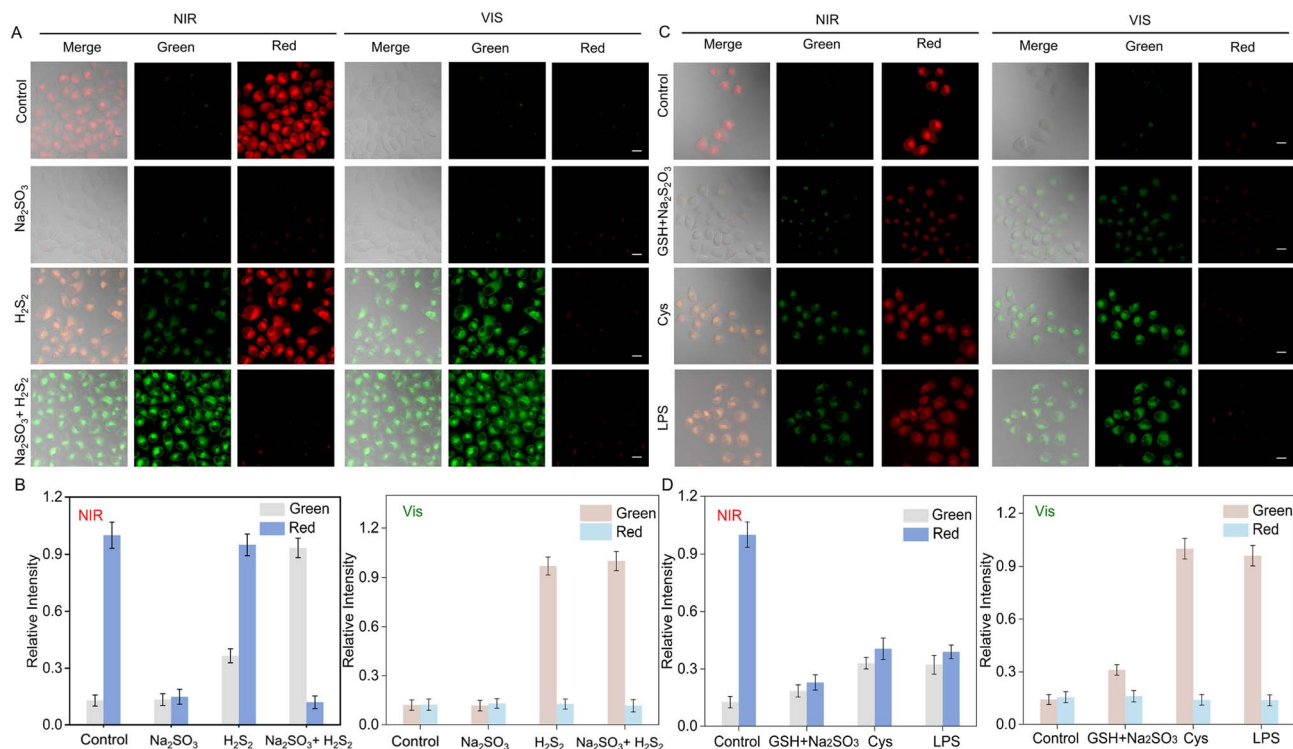 A
NIR
VIS
Merge
Green
Red
Merge
Green
Red
Control
Na₂SO₃
H₂S₂
Na₂SO₃+ H₂S₂
C
NIR
VIS
Merge
Green
Red
Merge
Green
Red
Control
GSH+Na₂S₂O₃
Cys
LPS
B
NIR
Green
Red
Relative Intensity
1.2
0.9
0.6
0.3
0.0
Control
Na₂SO₃
H₂S₂
Na₂SO₃+ H₂S₂
Vis
Green
Red
Relative Intensity
1.2
0.9
0.6
0.3
0.0
Control
Na₂SO₃
H₂S₂
Na₂SO₃+ H₂S₂
D
NIR
Green
Red
Relative Intensity
1.2
0.9
0.6
0.3
0.0
Control
GSH+Na₂SO₃
Cys
LPS
Vis
Green
Red
Relative Intensity
1.2
0.9
0.6
0.3
0.0
Control
GSH+Na₂SO₃
Cys
LPS